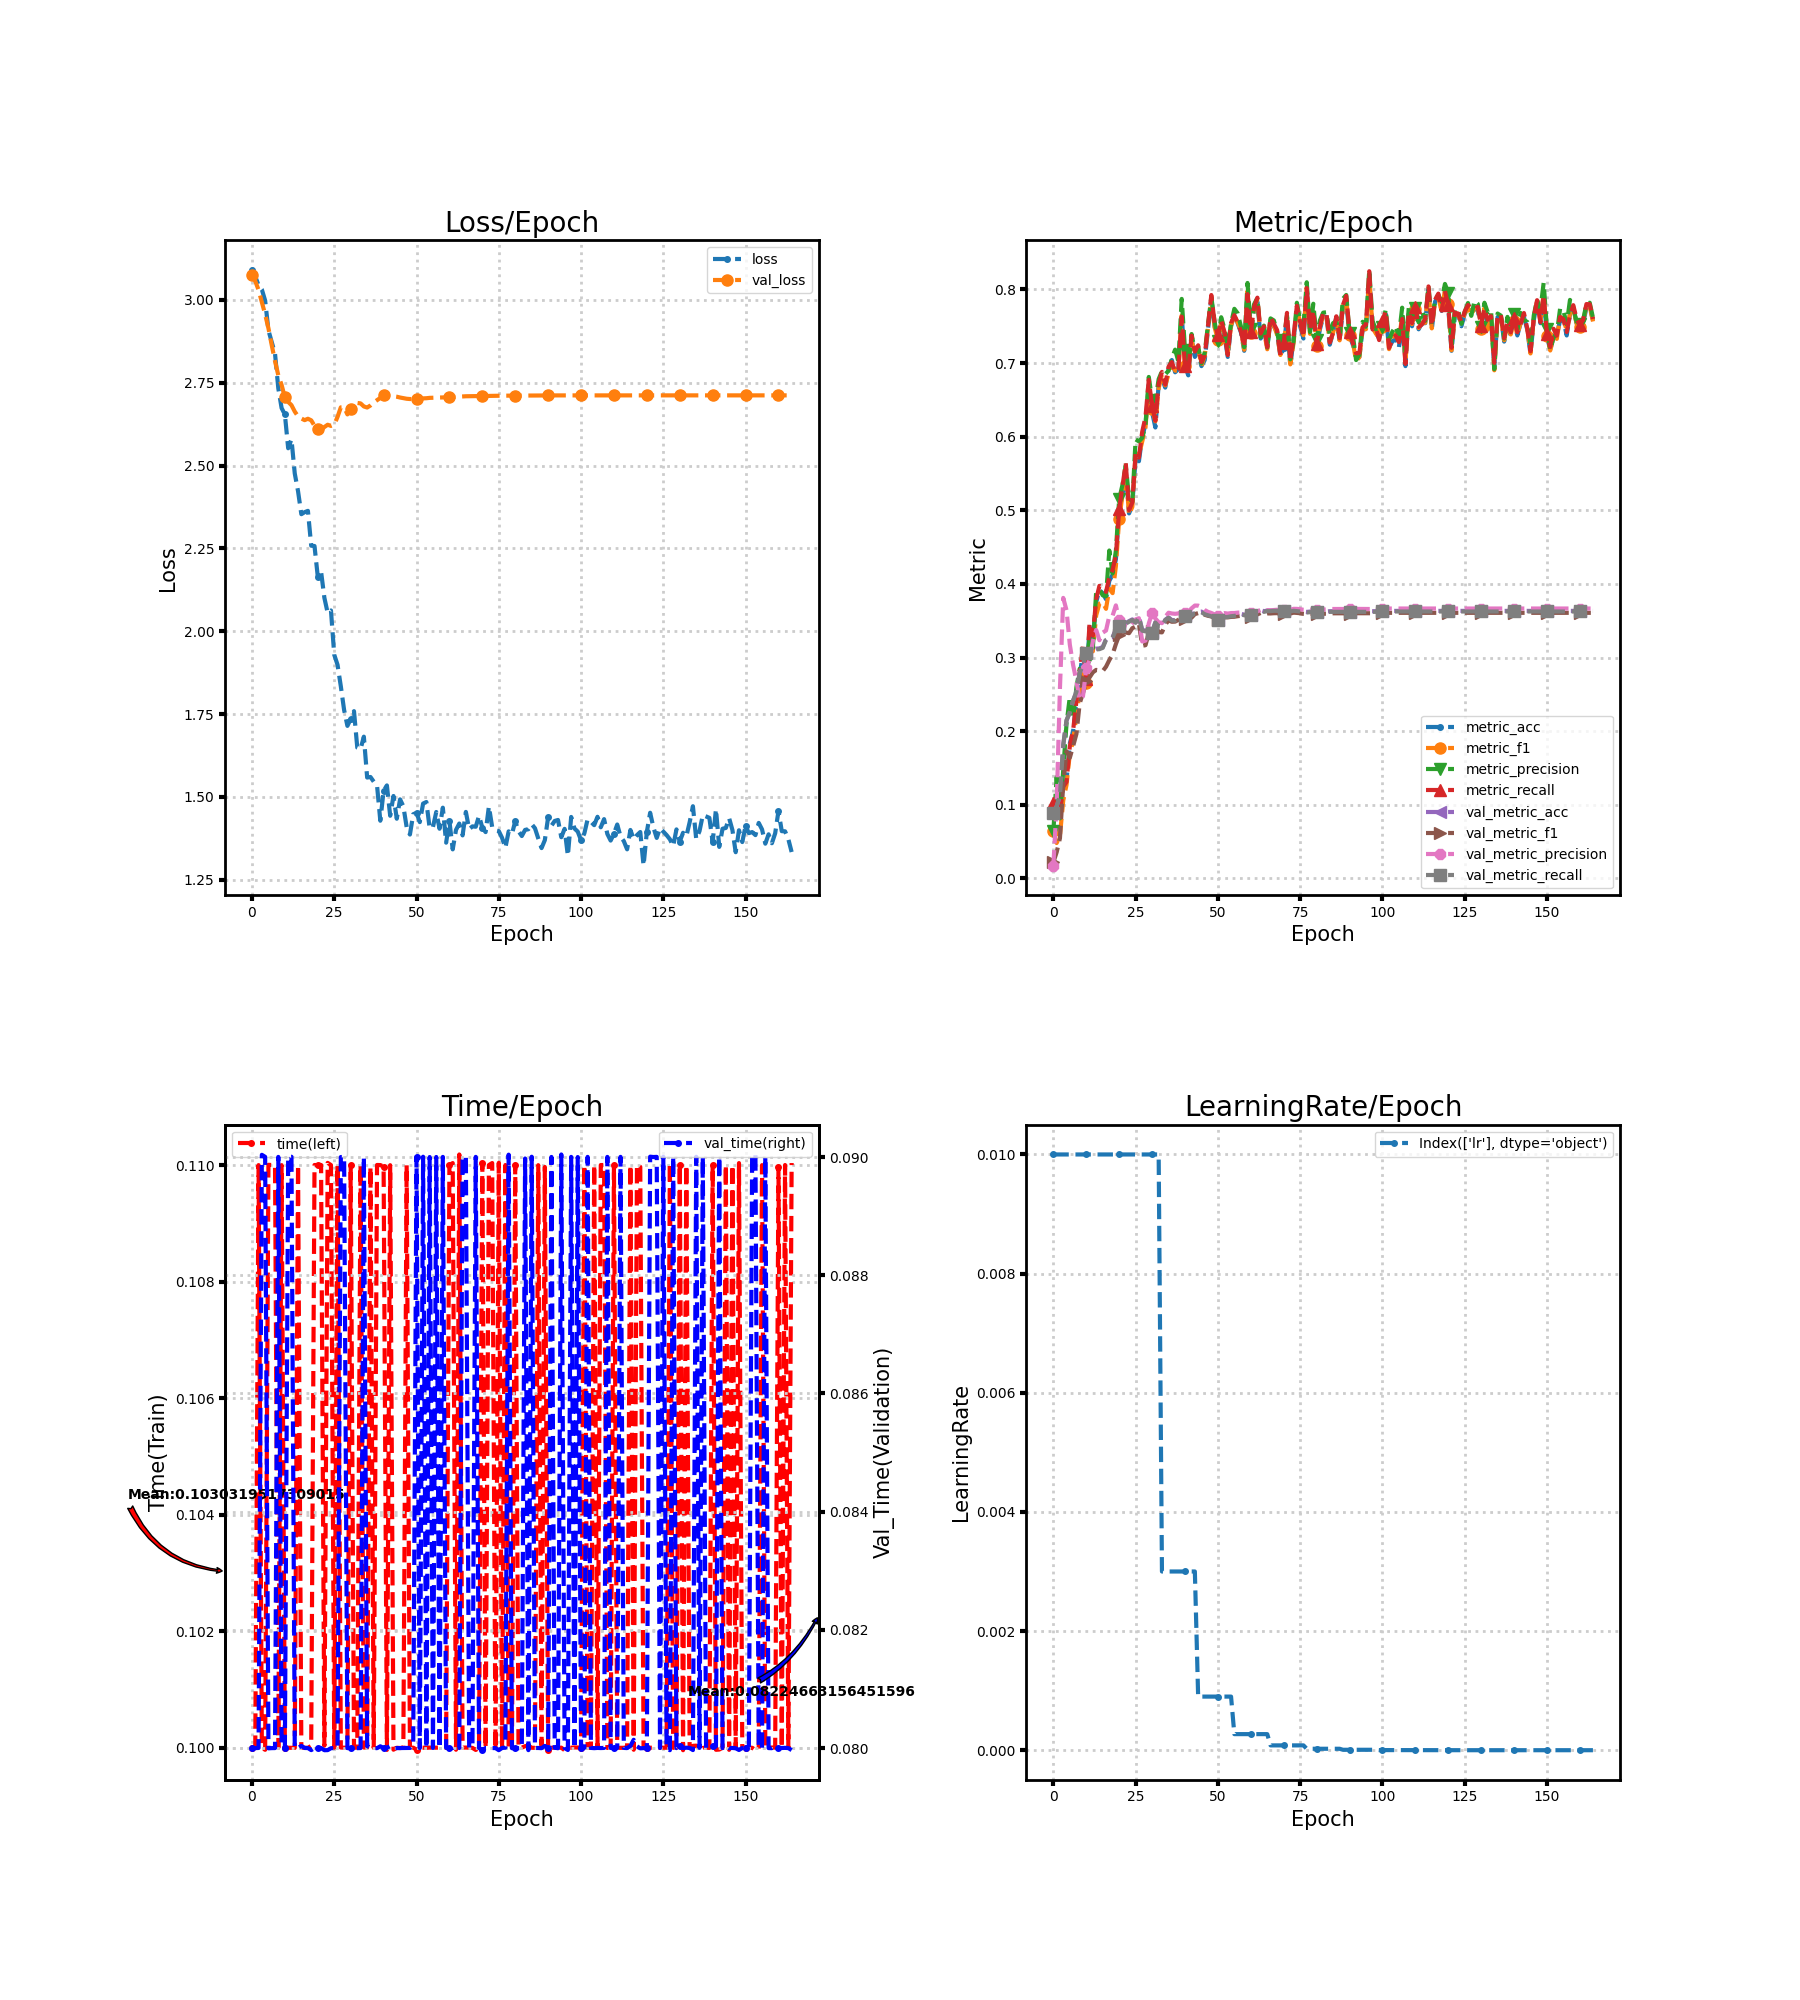 Loss/Epoch
loss
val_loss
3.00
2.75
2.50
2.25
2.00
1.75
1.50
1.25
Loss
0
25
50
75
100
125
150
Epoch
Metric/Epoch
0.8
0.7
0.6
0.5
0.4
0.3
0.2
0.1
0.0
Metric
metric_acc
metric_f1
metric_precision
metric_recall
val_metric_acc
val_metric_f1
val_metric_precision
val_metric_recall
0
25
50
75
100
125
150
Epoch
Time/Epoch
time(left)
val_time(right)
0.110
0.108
0.106
0.104
0.102
0.100
Time(Train)
0.090
0.088
0.086
0.084
0.082
0.080
Val_Time(Validation)
Mean:0.08224663156451596
0
25
50
75
100
125
150
Epoch
LearningRate/Epoch
Index(['lr'], dtype='object')
0.010
0.008
0.006
0.004
0.002
0.000
LearningRate
0
25
50
75
100
125
150
Epoch